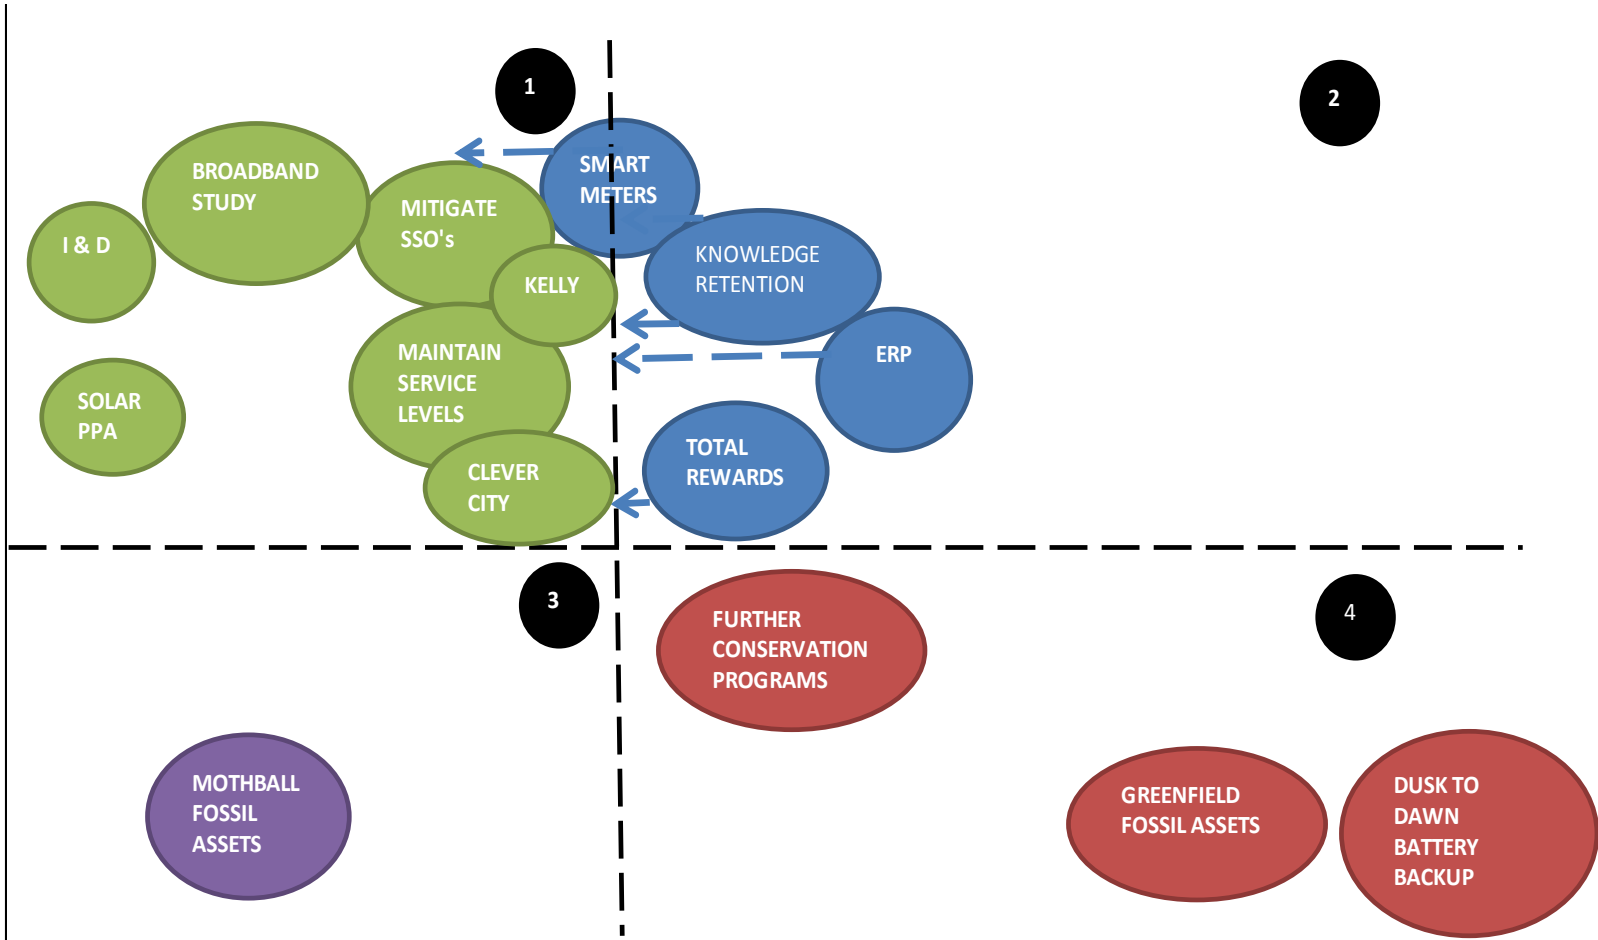 1
2
BROADBAND
STUDY
SMART
METERS
MITIGATE
SSO's
I & D
KNOWLEDGE
RETENTION
KELLY
MAINTAIN
SERVICE
LEVELS
ERP
SOLAR
PPA
TOTAL
REWARDS
CLEVER
CITY
3
4
FURTHER
CONSERVATION
PROGRAMS
MOTHBALL
FOSSIL
ASSETS
GREENFIELD
FOSSIL ASSETS
DUSK TO
DAWN
BATTERY
BACKUP